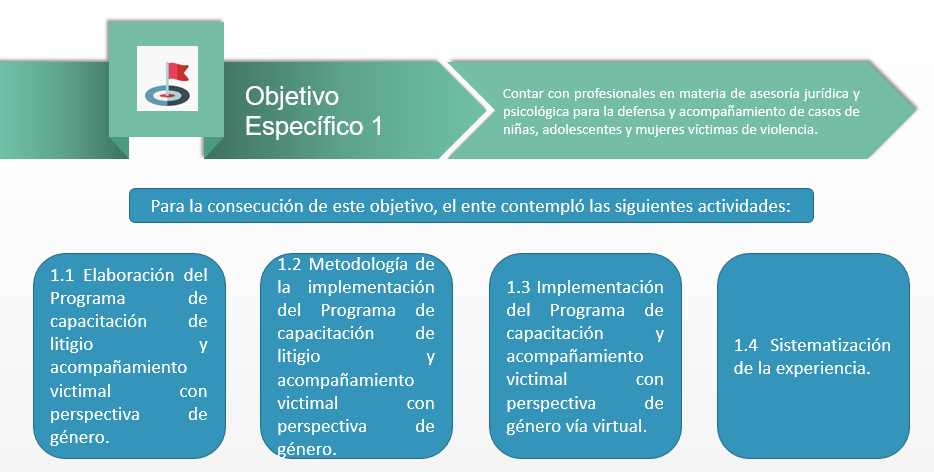 Objetivo
Específico 1
Contar con profesionales en materia de asesoría jurídica y
psicológica para la defensa y acompañamiento de casos de
niñas, adolescentes y mujeres víctimas de violencia.
Para la consecución de este objetivo, el ente contempló las siguientes actividades:
1.1 Elaboración del
Programa de
capacitación de
litigio y
acompañamiento
victimal con
perspectiva de
género.
1.2 Metodología de
la implementación
del Programa de
capacitación de
litigio y
acompañamiento
victimal con
perspectiva de
género.
1.3 Implementación
del Programa de
capacitación y
acompañamiento
victimal con
perspectiva de
género vía virtual.
1.4 Sistematización
de la experiencia.